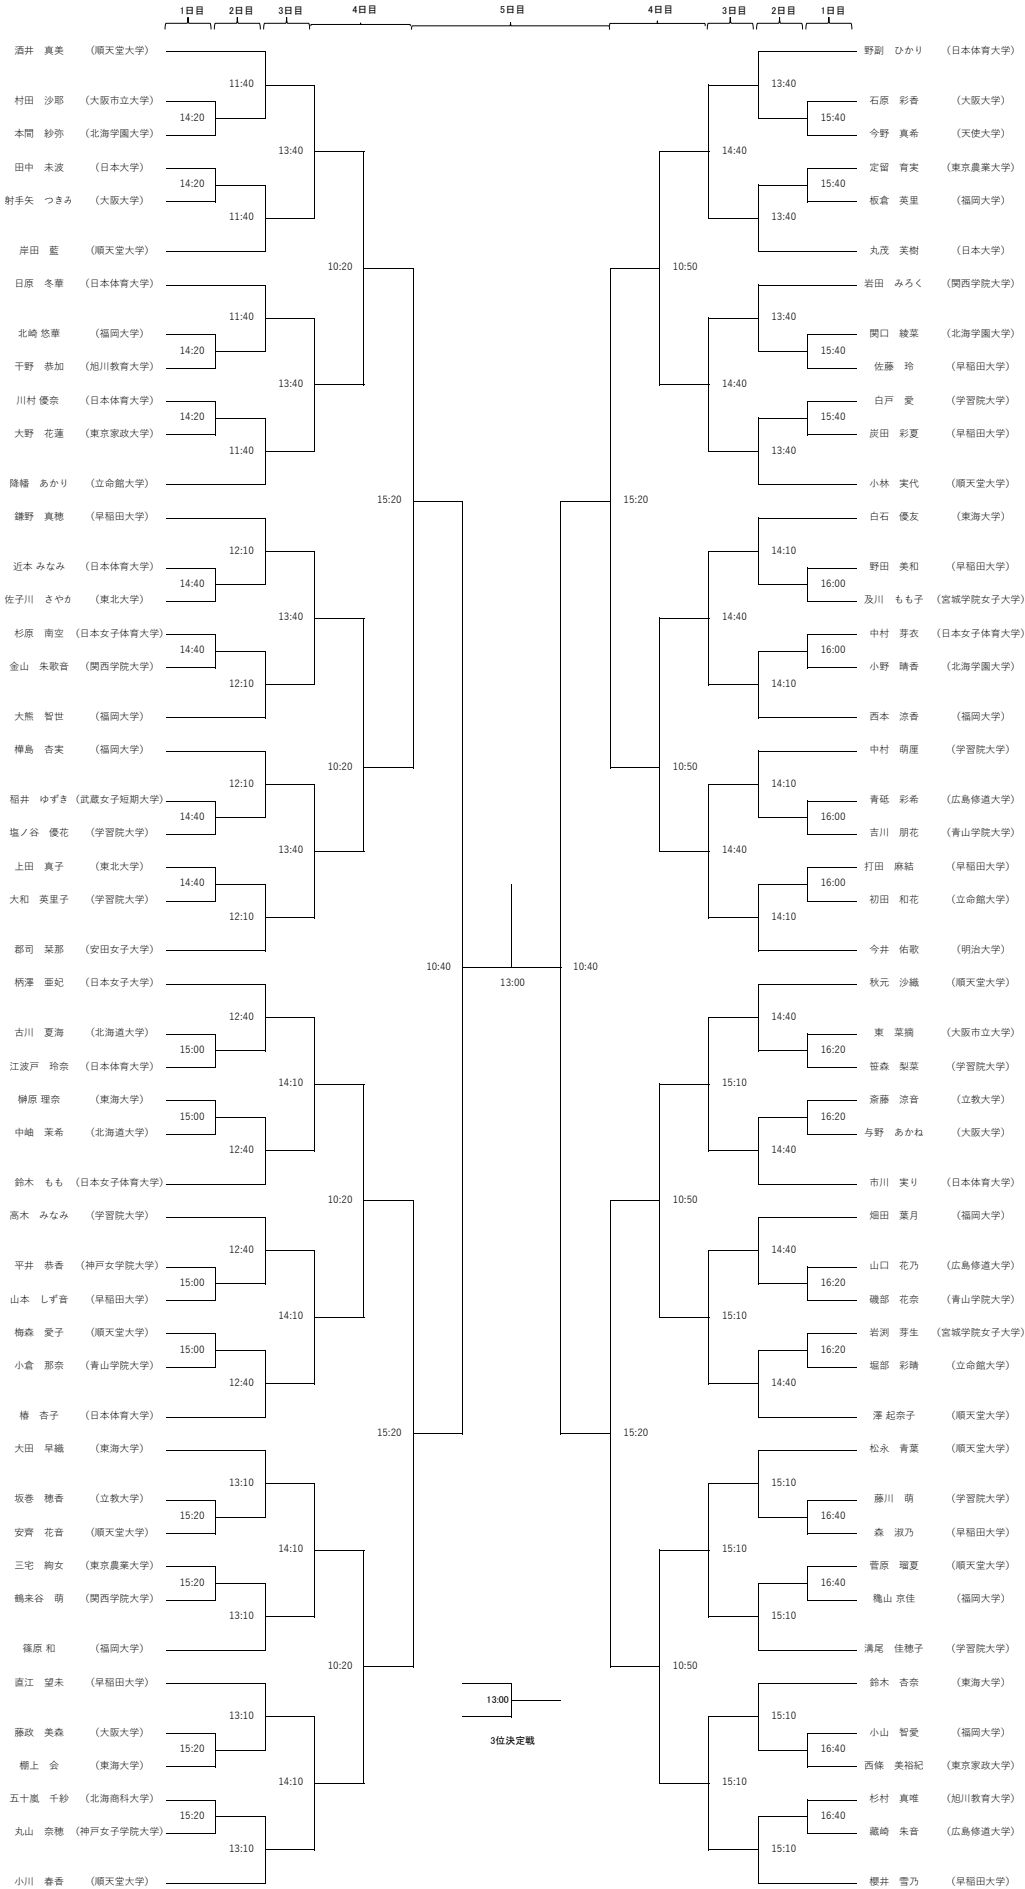 1日目 2日目 3日目 4日目 5日目 4日目 3日目 2日目 1日目
酒井 真美 (順天堂大学) 野副 ひかり (日本体育大学)
11:40 13:40
村田 沙耶 (大阪市立大学) 石原 彩香 (大阪大学)
14:20 15:40
本間 紗弥 (北海学園大学) 今野 真希 (天使大学)
13:40 14:40
田中 未波 (日本大学) 定留 育実 (東京農業大学)
14:20 15:40
射手矢 つきみ (大阪大学) 板倉 英里 (福岡大学)
11:40 13:40
岸田 藍 (順天堂大学) 丸茂 芙樹 (日本大学)
10:20 10:50
日原 冬華 (日本体育大学) 岩田 みろく (関西学院大学)
11:40 13:40
北崎 悠華 (福岡大学) 関口 綾菜 (北海学園大学)
14:20 15:40
干野 恭加 (旭川教育大学) 佐藤 玲 (早稲田大学)
13:40 14:40
川村 優奈 (日本体育大学) 白戸 愛 (学習院大学)
14:20 15:40
大野 花蓮 (東京家政大学) 炭田 彩夏 (早稲田大学)
11:40 13:40
降幡 あかり (立命館大学) 小林 実代 (順天堂大学)
15:20 15:20
鎌野 真穂 (早稲田大学) 白石 優友 (東海大学)
12:10 14:10
近本 みなみ (日本体育大学) 野田 美和 (早稲田大学)
14:40 16:00
佐子川 さやか (東北大学) 及川 もも子 (宮城学院女子大学)
13:40 14:40
杉原 南空 (日本女子体育大学) 中村 芽衣 (日本女子体育大学)
14:40 16:00
金山 朱歌音 (関西学院大学) 小野 晴香 (北海学園大学)
12:10 14:10
大熊 智世 (福岡大学) 西本 涼香 (福岡大学)
樺島 杏実 (福岡大学) 中村 萌厘 (学習院大学)
10:20 10:50
12:10 14:10
稲井 ゆずき (武蔵女子短期大学) 青砥 彩希 (広島修道大学)
14:40 16:00
塩ノ谷 優花 (学習院大学) 吉川 朋花 (青山学院大学)
13:40 14:40
上田 真子 (東北大学) 打田 麻結 (早稲田大学)
14:40 16:00
大和 英里子 (学習院大学) 初田 和花 (立命館大学)
12:10 14:10
郡司 栞那 (安田女子大学) 今井 佑歌 (明治大学)
10:40 10:40
13:00
柄澤 亜妃 (日本女子大学) 秋元 沙織 (順天堂大学)
12:40 14:40
古川 夏海 (北海道大学) 東 菜摘 (大阪市立大学)
15:00 16:20
江波戸 玲奈 (日本体育大学) 笹森 梨菜 (学習院大学)
14:10 15:10
榊原 理奈 (東海大学) 斎藤 涼音 (立教大学)
15:00 16:20
中岫 茉希 (北海道大学) 与野 あかね (大阪大学)
12:40 14:40
鈴木 もも (日本女子体育大学) 市川 実り (日本体育大学)
10:20 10:50
高木 みなみ (学習院大学) 畑田 葉月 (福岡大学)
12:40 14:40
平井 恭香 (神戸女学院大学) 山口 花乃 (広島修道大学)
15:00 16:20
山本 しず音 (早稲田大学) 磯部 花奈 (青山学院大学)
14:10 15:10
梅森 愛子 (順天堂大学) 岩渕 芽生 (宮城学院女子大学)
15:00 16:20
小倉 那奈 (青山学院大学) 堀部 彩晴 (立命館大学)
12:40 14:40
椿 杏子 (日本体育大学) 澤 起奈子 (順天堂大学)
15:20 15:20
大田 早織 (東海大学) 松永 青葉 (順天堂大学)
13:10 15:10
坂巻 穂香 (立教大学) 藤川 萌 (学習院大学)
15:20 16:40
安齊 花音 (順天堂大学) 森 淑乃 (早稲田大学)
14:10 15:10
三宅 絢女 (東京農業大学) 菅原 瑠夏 (順天堂大学)
15:20 16:40
鶴来谷 萌 (関西学院大学) 穐山 京佳 (福岡大学)
13:10 15:10
篠原 和 (福岡大学) 溝尾 佳穂子 (学習院大学)
10:20 10:50
直江 望未 (早稲田大学) 鈴木 杏奈 (東海大学)
13:00
13:10 15:10
藤政 美森 (大阪大学) 小山 智愛 (福岡大学)
3位決定戦
15:20 16:40
棚上 会 (東海大学) 西條 美裕紀 (東京家政大学)
14:10 15:10
五十嵐 千紗 (北海商科大学) 杉村 真唯 (旭川教育大学)
15:20 16:40
丸山 奈穂 (神戸女子学院大学) 藏崎 朱音 (広島修道大学)
13:10 15:10
小川 春香 (順天堂大学) 櫻井 雪乃 (早稲田大学)